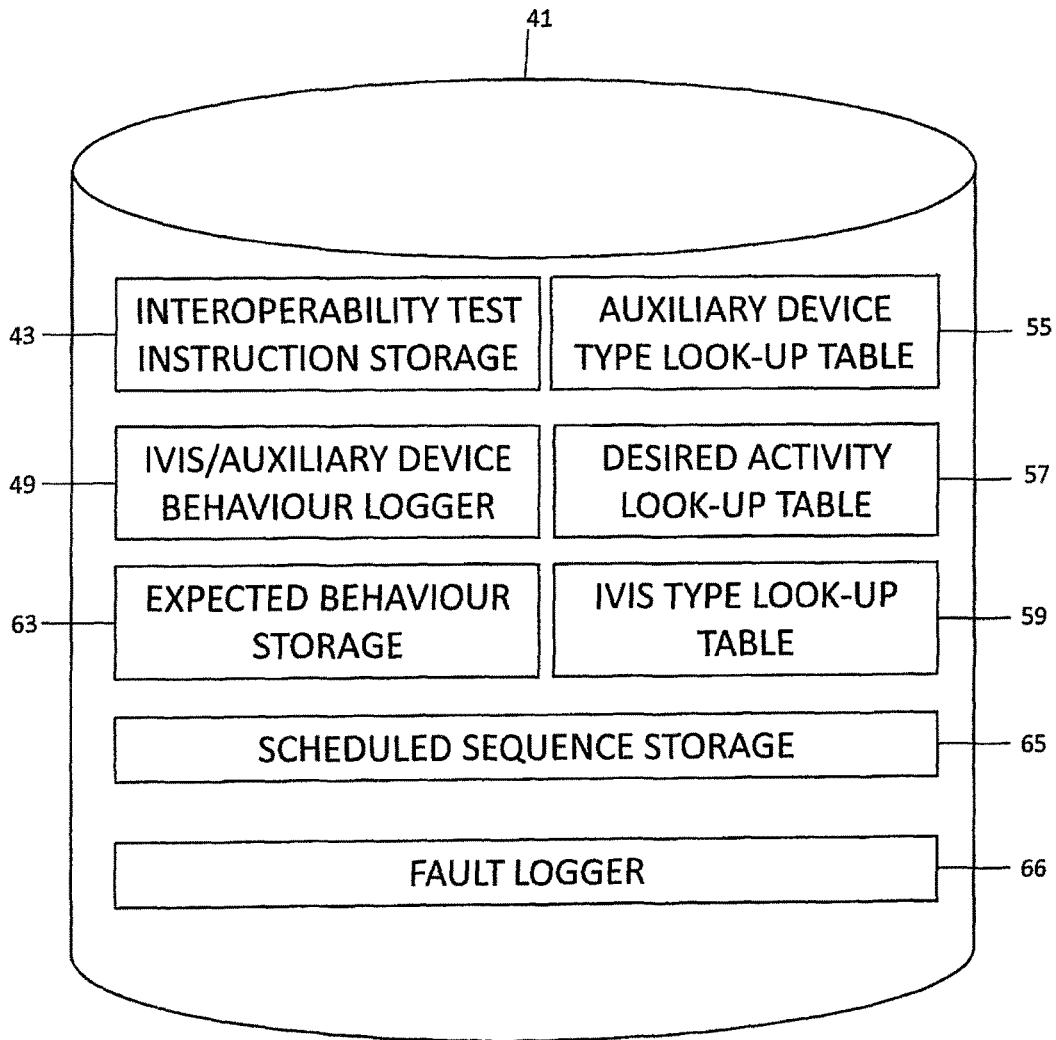 41
INTEROPERABILITY TEST
INSTRUCTION STORAGE
43
AUXILIARY DEVICE
TYPE LOOK-UP TABLE
55
IVIS/AUXILIARY DEVICE
BEHAVIOUR LOGGER
49
DESIRED ACTIVITY
LOOK-UP TABLE
57
EXPECTED BEHAVIOUR
STORAGE
63
IVIS TYPE LOOK-UP
TABLE
59
SCHEDULED SEQUENCE STORAGE
65
FAULT LOGGER
66